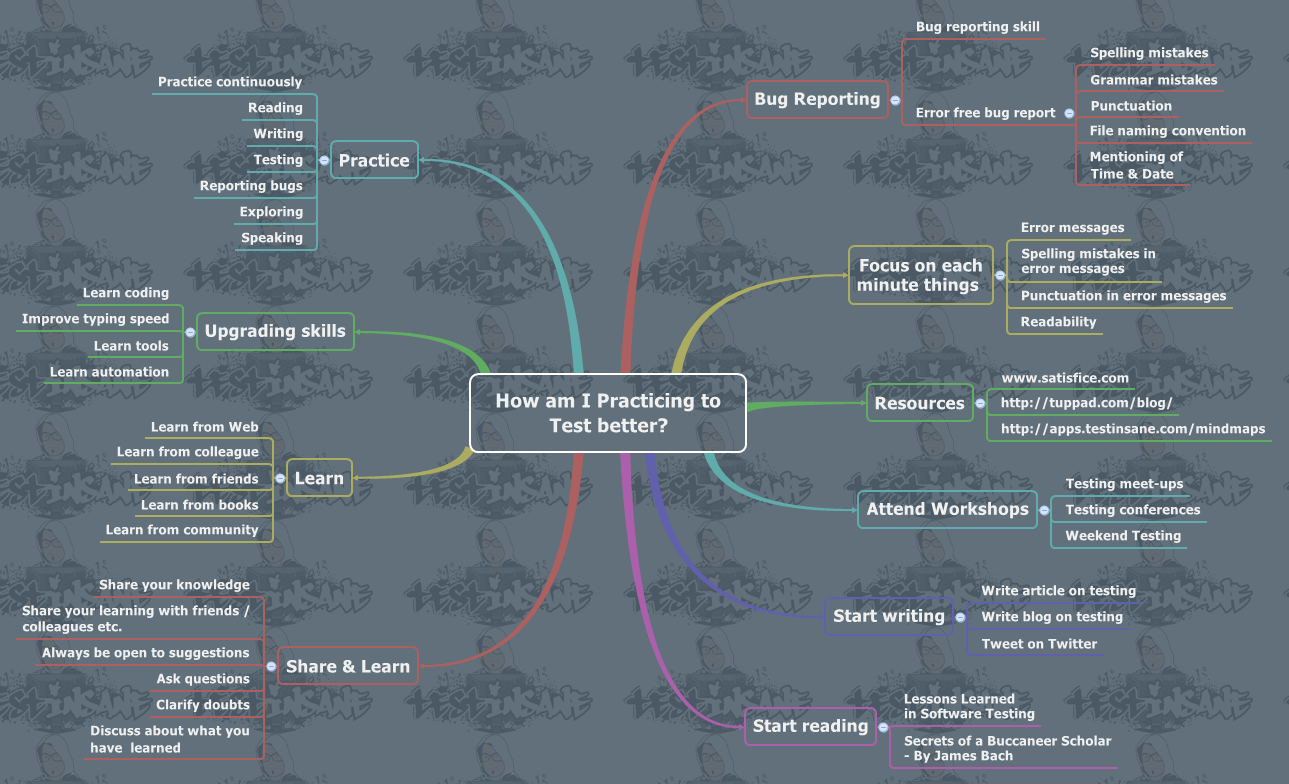 How am I Practicing to
Test better?
Bug Reporting
Bug reporting skill
Error free bug report
Spelling mistakes
Grammar mistakes
Punctuation
File naming convention
Mentioning of
Time & Date
Focus on each
minute things
Error messages
Spelling mistakes in
error messages
Punctuation in error messages
Readability
Resources
www.satisfice.com
http://tuppad.com/blog/
http://apps.testinsane.com/mindmaps
Attend Workshops
Testing meet-ups
Testing conferences
Weekend Testing
Start writing
Write article on testing
Write blog on testing
Tweet on Twitter
Start reading
Lessons Learned
in Software Testing
Secrets of a Buccaneer Scholar
- By James Bach
Practice
Practice continuously
Reading
Writing
Testing
Reporting bugs
Exploring
Speaking
Upgrading skills
Learn coding
Improve typing speed
Learn tools
Learn automation
Learn
Learn from Web
Learn from colleague
Learn from friends
Learn from books
Learn from community
Share & Learn
Share your knowledge
Share your learning with friends /
colleagues etc.
Always be open to suggestions
Ask questions
Clarify doubts
Discuss about what you
have learned